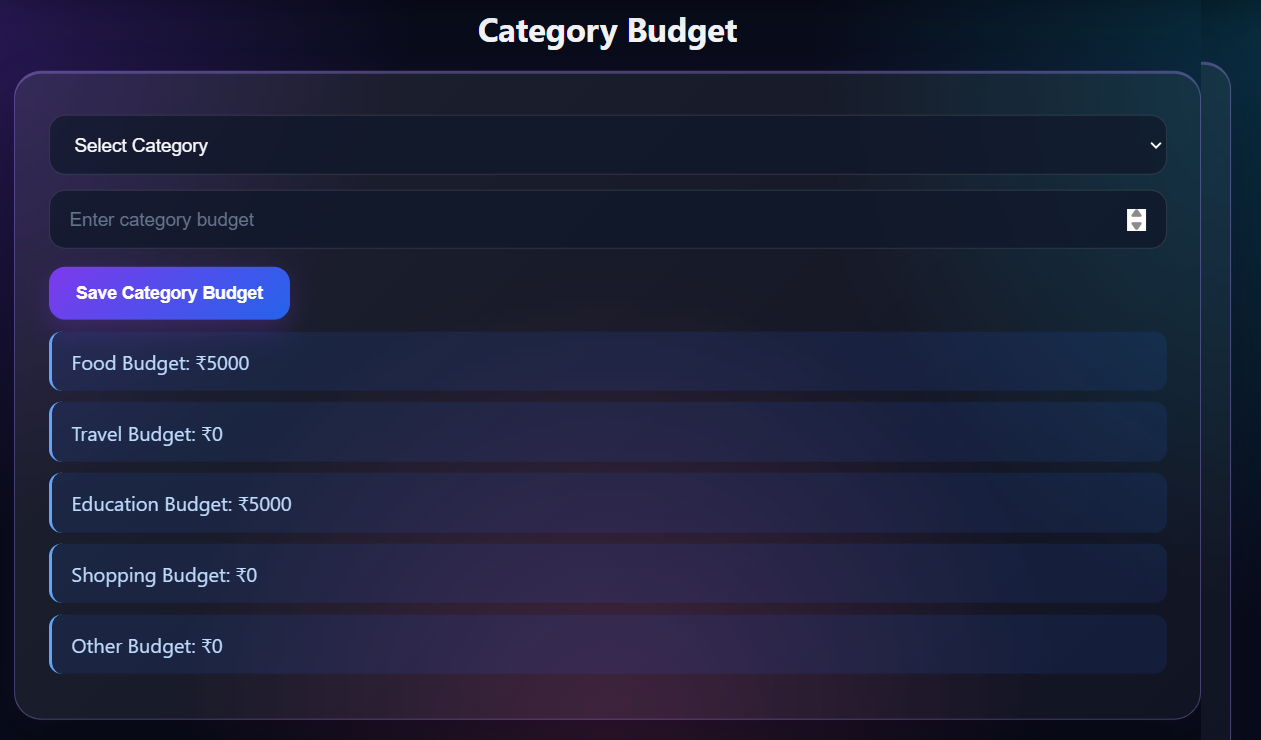 Category Budget
Select Category
Enter category budget
Save Category Budget
Food Budget: ₹5000
Travel Budget: ₹0
Education Budget: ₹5000
Shopping Budget: ₹0
Other Budget: ₹0